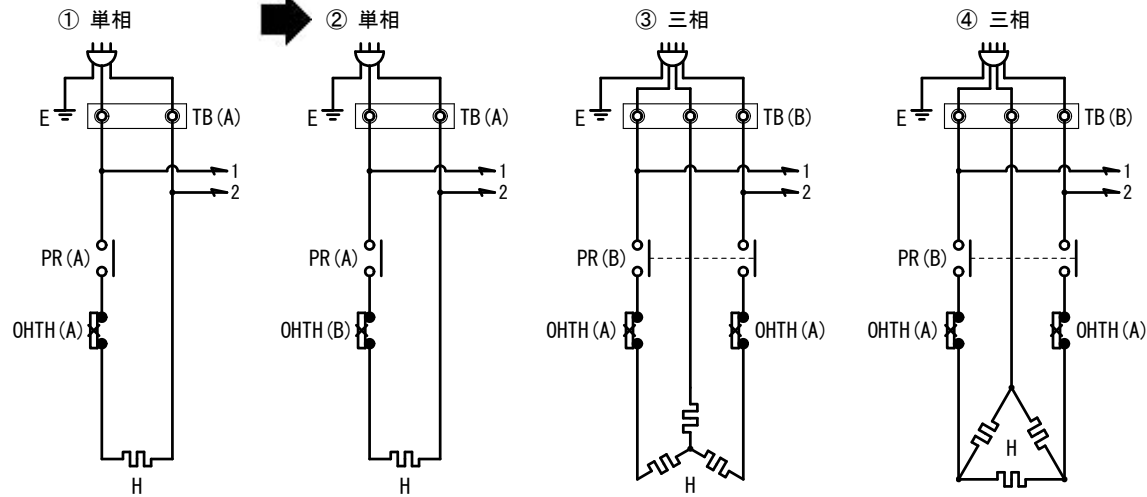 ① 単相
② 単相
③ 三相
④ 三相
E
TB(A)
E
TB(A)
E
TB(B)
E
TB(B)
1
1
1
1
2
2
2
2
PR(A)
PR(A)
PR(B)
PR(B)
OHTH(A)
OHTH(B)
OHTH(A)
OHTH(A)
OHTH(A)
OHTH(A)
H
H
H
H